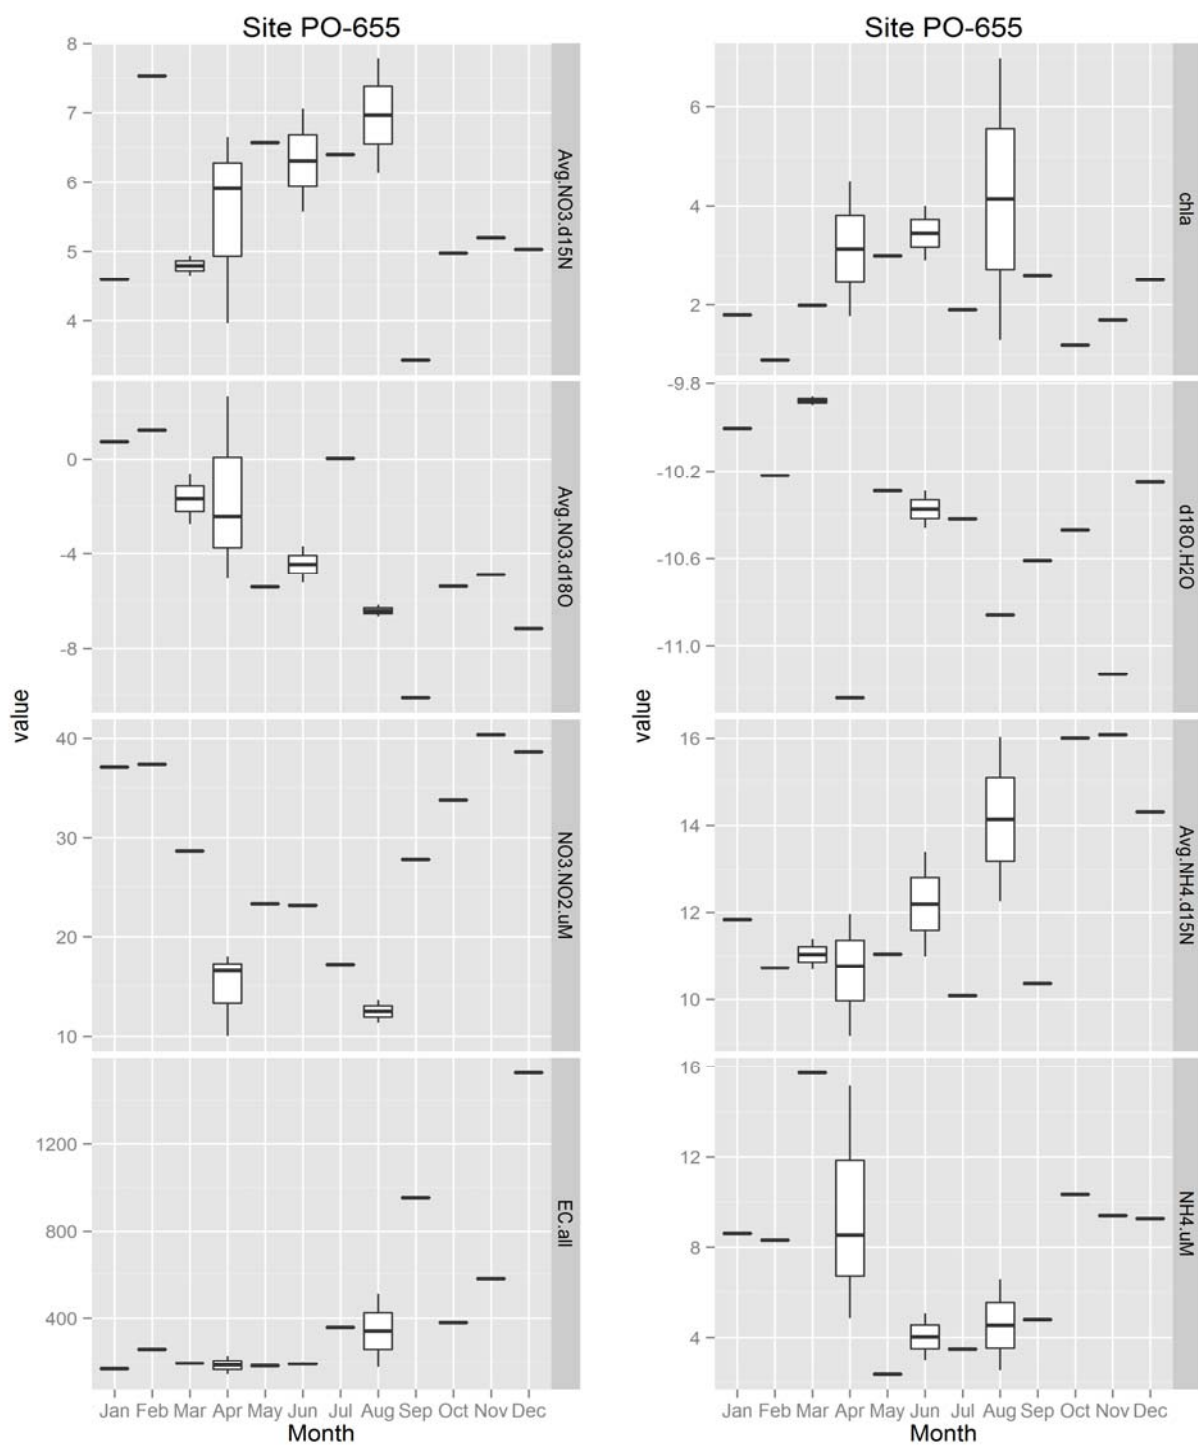 Site PO-655
8
7
6
5
4
Avg.NO3.d15N
0
-4
-8
Avg.NO3.d18O
40
30
20
10
NO3.NO2.uM
1200
800
400
EC.all
value
Jan Feb Mar Apr May Jun Jul Aug Sep Oct Nov Dec
Month
Site PO-655
6
4
2
chla
-9.8
-10.2
-10.6
-11.0
d18O.H2O
16
14
12
10
Avg.NH4.d15N
16
12
8
4
NH4.uM
value
Jan Feb Mar Apr May Jun Jul Aug Sep Oct Nov Dec
Month